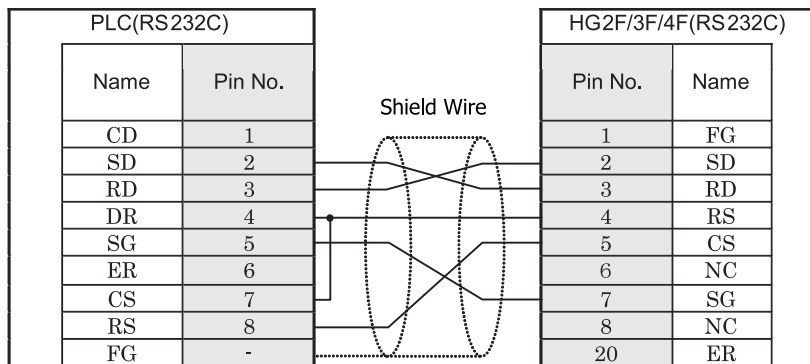 PLC(RS232C) HG2F/3F/4F(RS232C)
Name Pin No. Pin No. Name
Shield Wire
CD 1 1 FG
SD 2 2 SD
RD 3 3 RD
DR 4 4 RS
SG 5 5 CS
ER 6 6 NC
CS 7 7 SG
RS 8 8 NC
FG - 20 ER